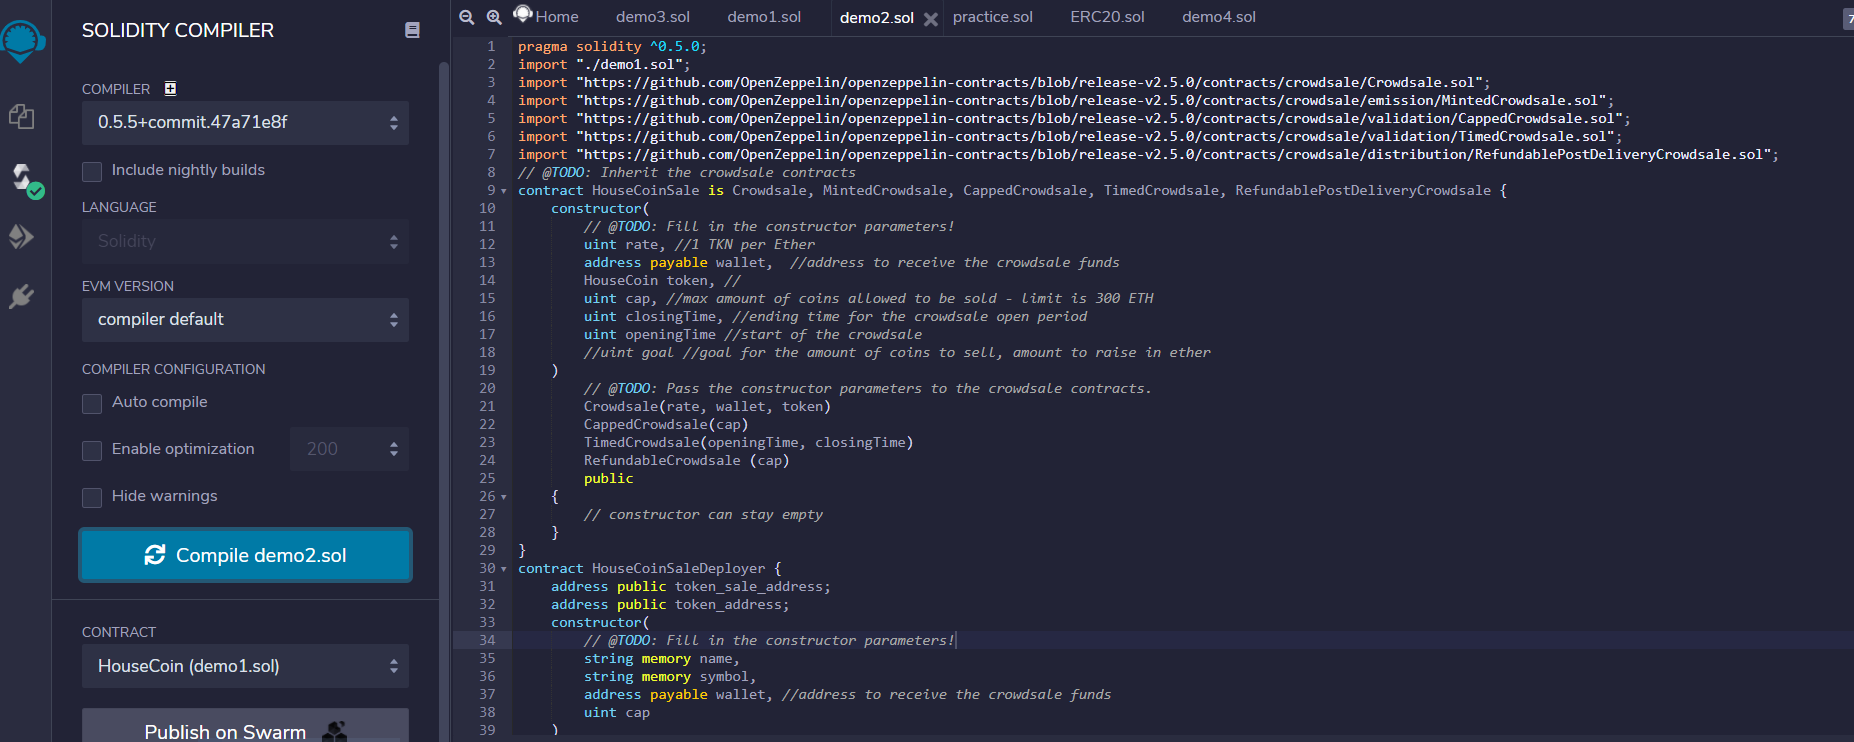 SOLIDITY COMPILER
COMPILER
0.5.5+commit.47a71e8f
Include nightly builds
LANGUAGE
Solidity
EVM VERSION
compiler default
COMPILER CONFIGURATION
Auto compile
Enable optimization 200
Hide warnings
Compile demo2.sol
CONTRACT
HouseCoin (demo1.sol)
Publish on Swarm
Home demo3.sol demo1.sol demo2.sol practice.sol ERC20.sol demo4.sol 7
1 pragma solidity ^0.5.0;
2 import "./demo1.sol";
3 import "https://github.com/OpenZeppelin/openzeppelin-contracts/blob/release-v2.5.0/contracts/crowdsale/Crowdsale.sol";
4 import "https://github.com/OpenZeppelin/openzeppelin-contracts/blob/release-v2.5.0/contracts/crowdsale/emission/MintedCrowdsale.sol";
5 import "https://github.com/OpenZeppelin/openzeppelin-contracts/blob/release-v2.5.0/contracts/crowdsale/validation/CappedCrowdsale.sol";
6 import "https://github.com/OpenZeppelin/openzeppelin-contracts/blob/release-v2.5.0/contracts/crowdsale/validation/TimedCrowdsale.sol";
7 import "https://github.com/OpenZeppelin/openzeppelin-contracts/blob/release-v2.5.0/contracts/crowdsale/distribution/RefundablePostDeliveryCrowdsale.sol";
8 // @TODO: Inherit the crowdsale contracts
9 contract HouseCoinSale is Crowdsale, MintedCrowdsale, CappedCrowdsale, TimedCrowdsale, RefundablePostDeliveryCrowdsale {
10 constructor(
11 // @TODO: Fill in the constructor parameters!
12 uint rate, //1 TKN per Ether
13 address payable wallet, //address to receive the crowdsale funds
14 HouseCoin token, //
15 uint cap, //max amount of coins allowed to be sold - limit is 300 ETH
16 uint closingTime, //ending time for the crowdsale open period
17 uint openingTime //start of the crowdsale
18 //uint goal //goal for the amount of coins to sell, amount to raise in ether
19 )
20 // @TODO: Pass the constructor parameters to the crowdsale contracts.
21 Crowdsale(rate, wallet, token)
22 CappedCrowdsale(cap)
23 TimedCrowdsale(openingTime, closingTime)
24 RefundableCrowdsale (cap)
25 public
26 {
27 // constructor can stay empty
28 }
29 }
30 contract HouseCoinSaleDeployer {
31 address public token_sale_address;
32 address public token_address;
33 constructor(
34 // @TODO: Fill in the constructor parameters!
35 string memory name,
36 string memory symbol,
37 address payable wallet, //address to receive the crowdsale funds
38 uint cap
39 )